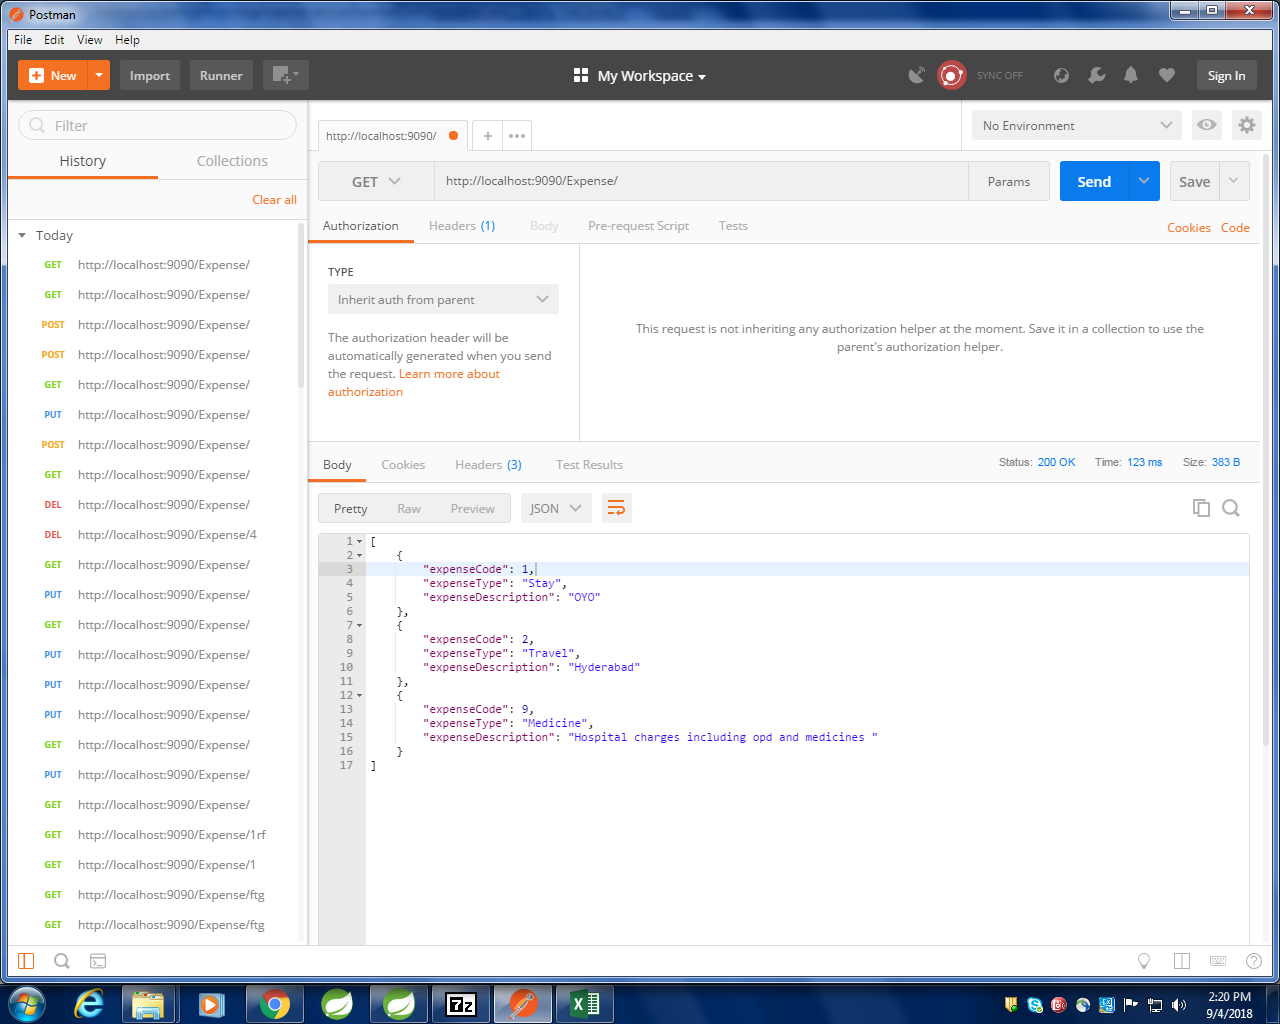 Postman
File Edit View Help
New Import Runner My Workspace SYNC OFF Sign In
Filter
History Collections
Clear all
Today
GET http://localhost:9090/Expense/
GET http://localhost:9090/Expense/
POST http://localhost:9090/Expense/
POST http://localhost:9090/Expense/
GET http://localhost:9090/Expense/
PUT http://localhost:9090/Expense/
POST http://localhost:9090/Expense/
GET http://localhost:9090/Expense/
DEL http://localhost:9090/Expense/
DEL http://localhost:9090/Expense/4
GET http://localhost:9090/Expense/
PUT http://localhost:9090/Expense/
GET http://localhost:9090/Expense/
PUT http://localhost:9090/Expense/
PUT http://localhost:9090/Expense/
PUT http://localhost:9090/Expense/
GET http://localhost:9090/Expense/
PUT http://localhost:9090/Expense/
GET http://localhost:9090/Expense/
GET http://localhost:9090/Expense/1rf
GET http://localhost:9090/Expense/1
GET http://localhost:9090/Expense/ftg
GET http://localhost:9090/Expense/ftg
http://localhost:9090/ + No Environment
GET http://localhost:9090/Expense/ Params Send Save
Authorization Headers (1) Body Pre-request Script Tests Cookies Code
TYPE
Inherit auth from parent
The authorization header will be
automatically generated when you send
the request. Learn more about
authorization
This request is not inheriting any authorization helper at the moment. Save it in a collection to use the
parent's authorization helper.
Body Cookies Headers (3) Test Results Status: 200 OK Time: 123 ms Size: 383 B
Pretty Raw Preview JSON
1 [
2 {
3 "expenseCode": 1,
4 "expenseType": "Stay",
5 "expenseDescription": "OYO"
6 },
7 {
8 "expenseCode": 2,
9 "expenseType": "Travel",
10 "expenseDescription": "Hyderabad"
11 },
12 {
13 "expenseCode": 9,
14 "expenseType": "Medicine",
15 "expenseDescription": "Hospital charges including opd and medicines "
16 }
17 ]
7z
2:20 PM
9/4/2018